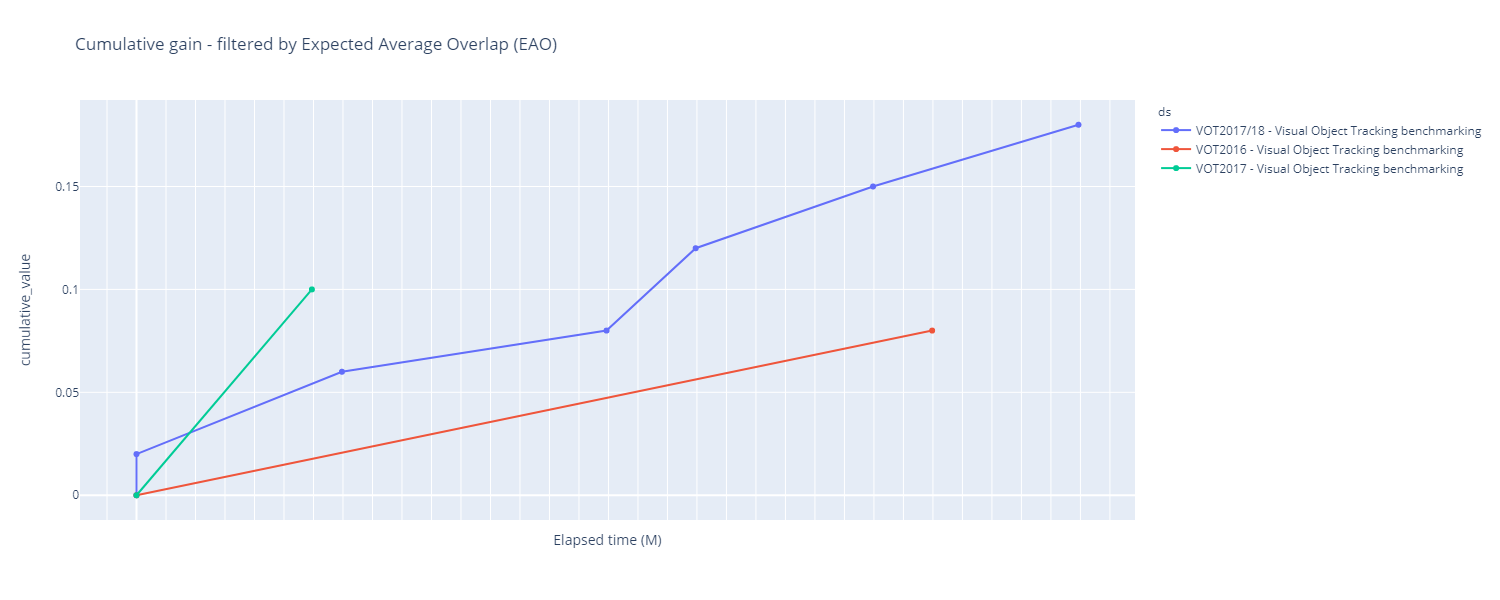 Cumulative gain - filtered by Expected Average Overlap (EAO)
ds
VOT2017/18 - Visual Object Tracking benchmarking
VOT2016 - Visual Object Tracking benchmarking
VOT2017 - Visual Object Tracking benchmarking
cumulative_value
0.15
0.1
0.05
0
Elapsed time (M)